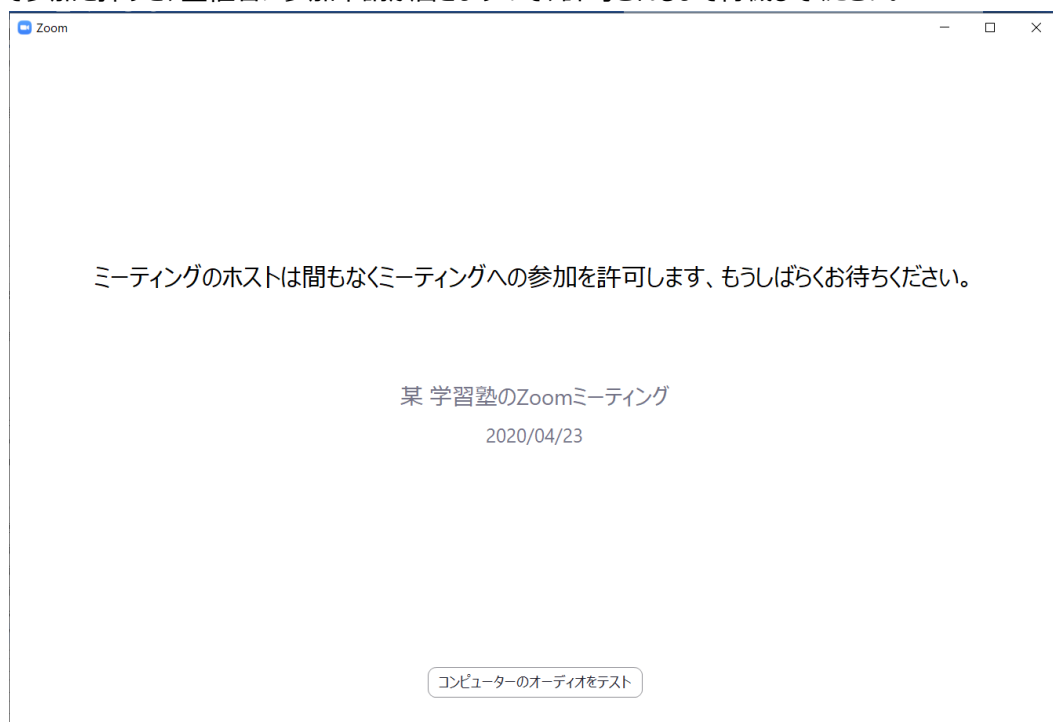 Zoom
ミーティングのホストは間もなくミーティングへの参加を許可します、もうしばらくお待ちください。
某 学習塾のZoomミーティング
2020/04/23
コンピューターのオーディオをテスト